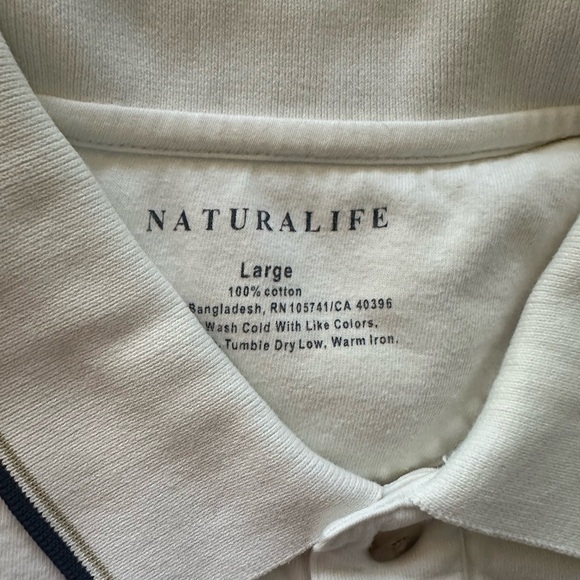 NATURALIFE
Large
100% cotton
Bangladesh, RN 105741/CA 40396
Wash Cold With Like Colors,
Tumble Dry Low, Warm Iron.